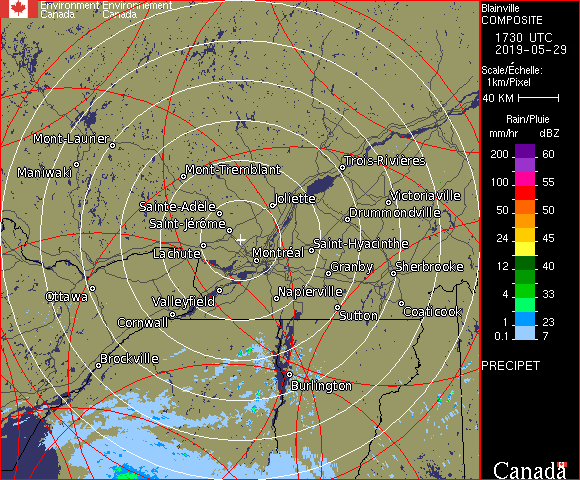 Environment Environnement
Canada Canada
Blainville
COMPOSITE
1730 UTC
2019-05-29
Scale/Échelle:
1km/Pixel
40 KM
Rain/Pluie
mm/hr dBZ
200 60
150 57
100 55
50 50
24 45
12 40
4 33
1 23
0.1 7
PRECIPET
Canada
Mont-Laurier
Maniwaki
Mont-Tremblant
Trois-Rivières
Joliette
Victoriaville
Sainte-Adèle
Drummondville
Saint-Jérôme
Lachute
Montréal
Saint-Hyacinthe
Granby
Sherbrooke
Ottawa
Valleyfield
Napierville
Cornwall
Sutton
Coaticook
Brockville
Burlington